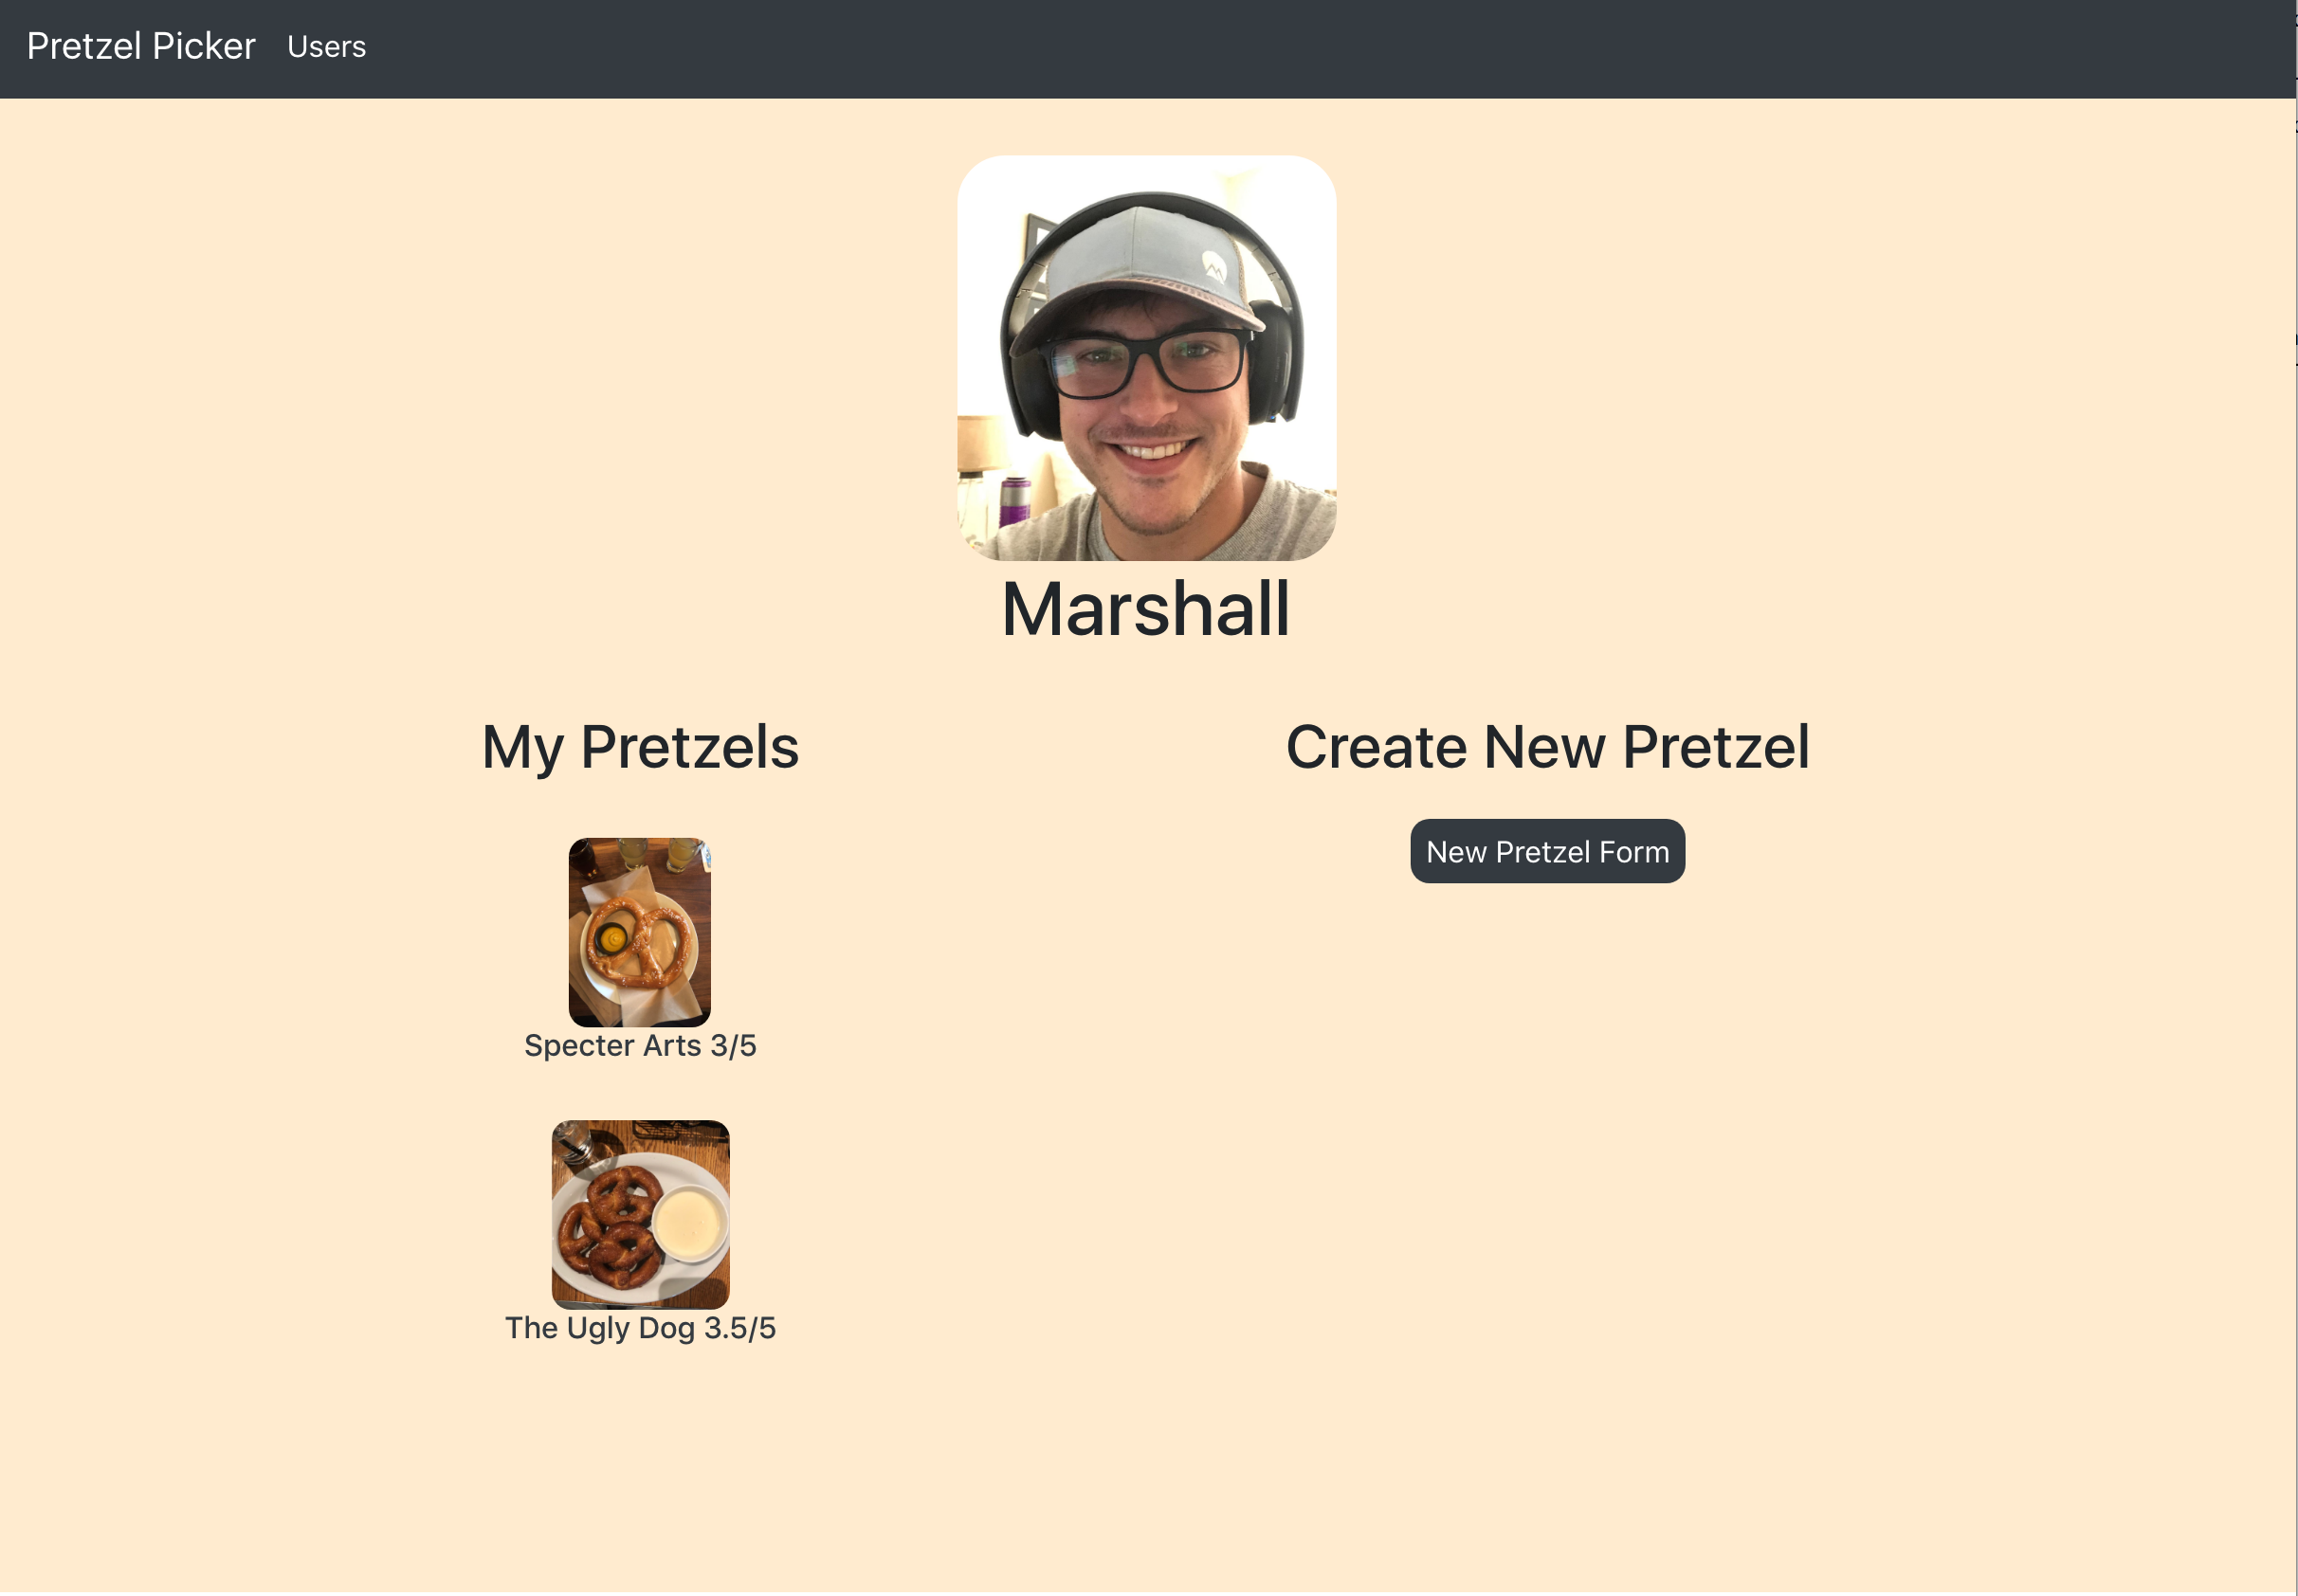 Pretzel Picker Users
Marshall
My Pretzels
Create New Pretzel
New Pretzel Form
Specter Arts 3/5
The Ugly Dog 3.5/5